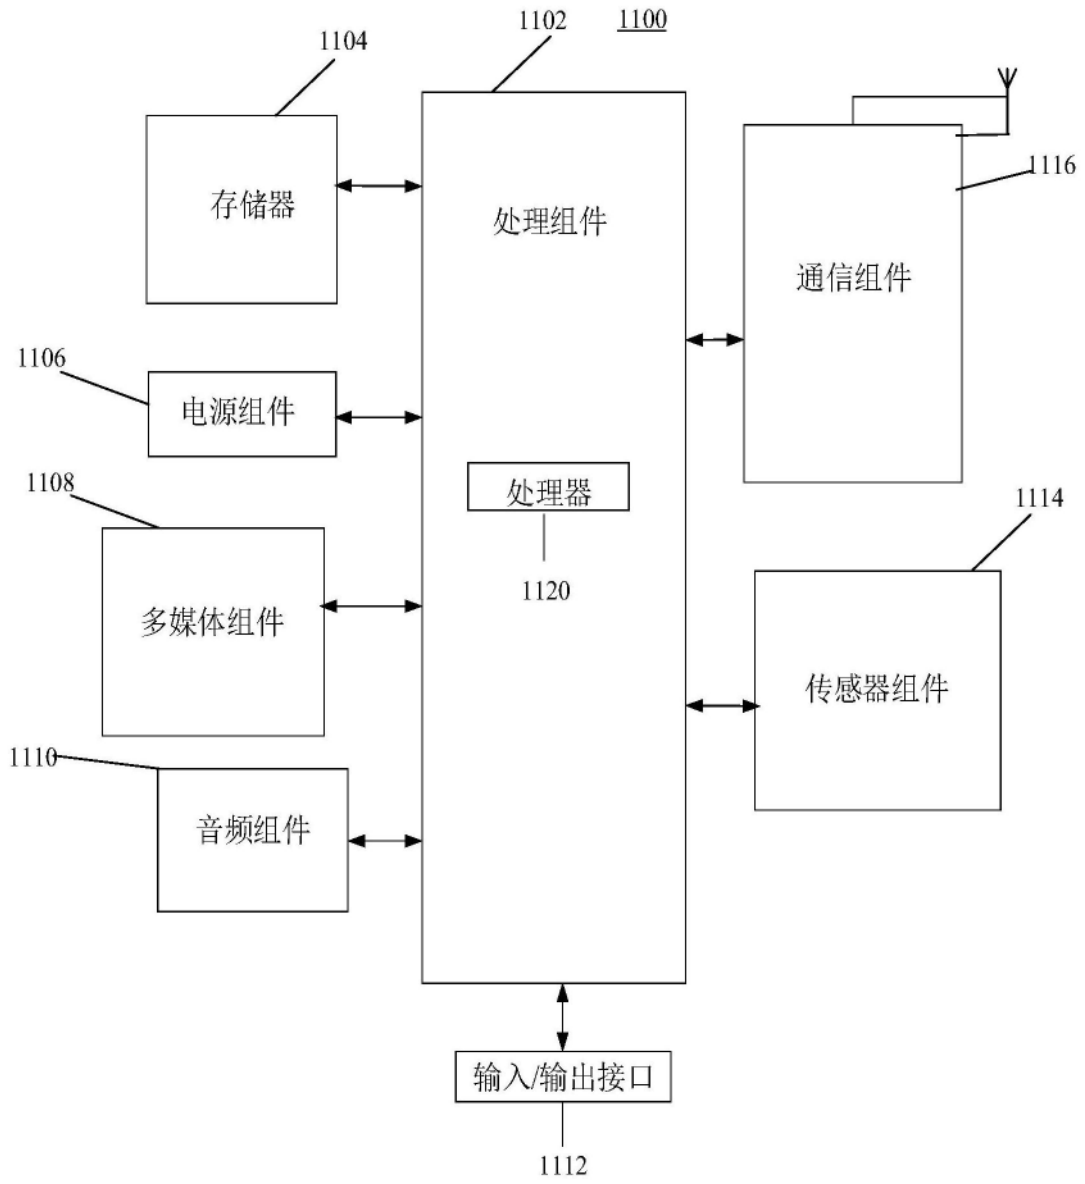 1102
1100
1104
存储器
处理组件
1116
通信组件
1106
电源组件
1108
处理器
1120
1114
多媒体组件
传感器组件
1110
音频组件
输入/输出接口
1112